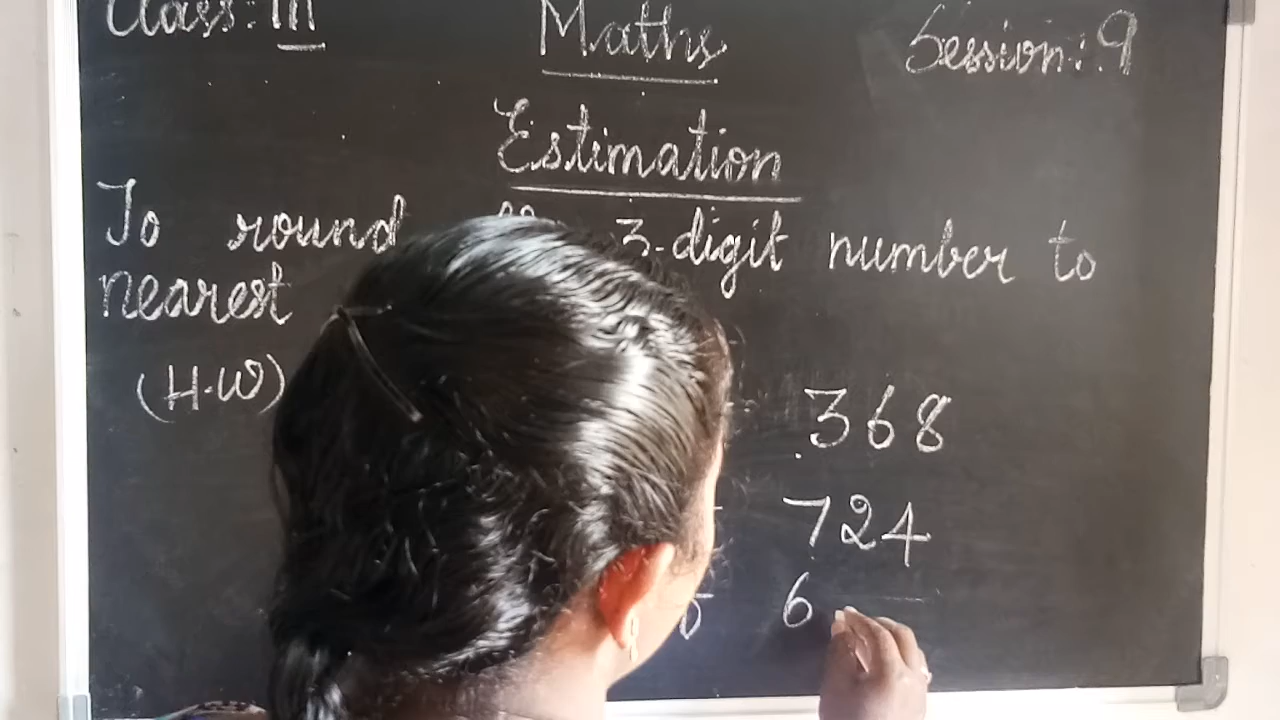 Class: III Maths Session: 9
Estimation
To round 3-digit number to
nearest
(H.W)
368
724
6